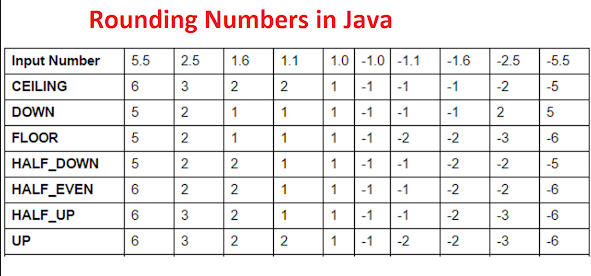 Rounding Numbers in Java
Input Number 5.5 2.5 1.6 1.1 1.0 -1.0 -1.1 -1.6 -2.5 -5.5
CEILING 6 3 2 2 1 -1 -1 -1 -2 -5
DOWN 5 2 1 1 1 -1 -1 -1 2 5
FLOOR 5 2 1 1 1 -1 -2 -2 -3 -6
HALF_DOWN 5 2 2 1 1 -1 -1 -2 -2 -5
HALF_EVEN 6 2 2 1 1 -1 -1 -2 -2 -6
HALF_UP 6 3 2 1 1 -1 -1 -2 -3 -6
UP 6 3 2 2 1 -1 -2 -2 -3 -6